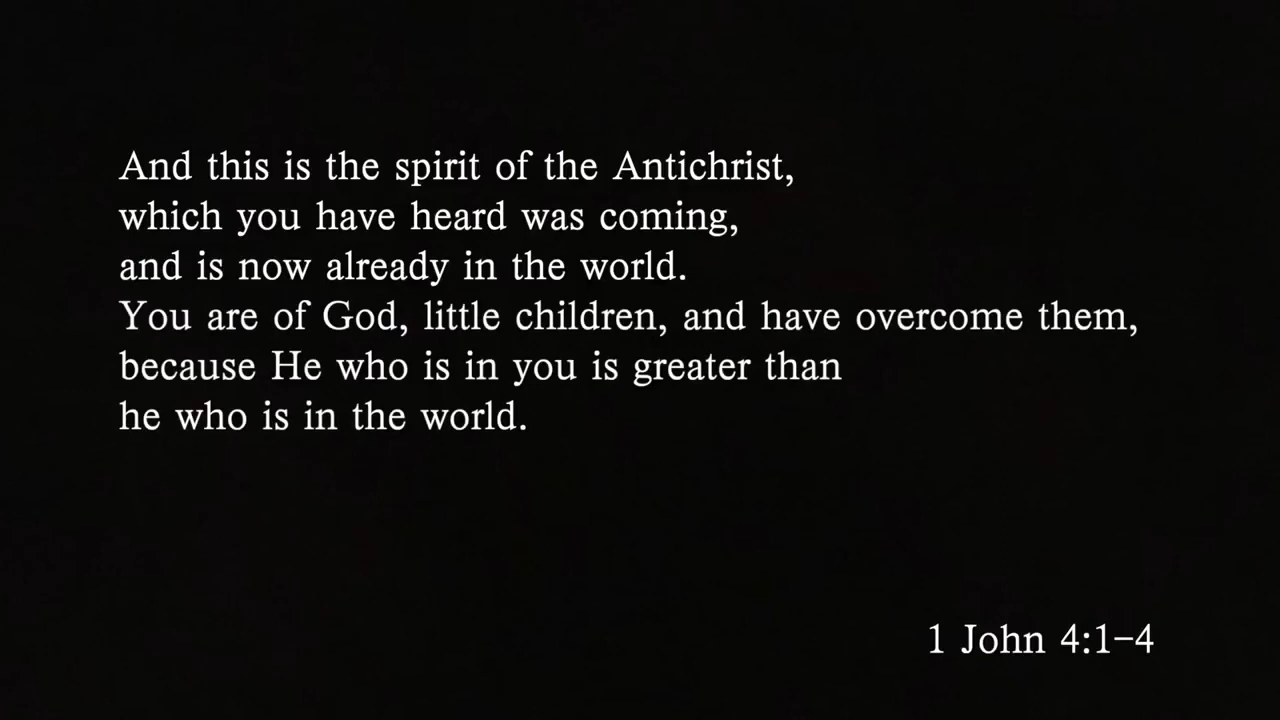 And this is the spirit of the Antichrist,
which you have heard was coming,
and is now already in the world.
You are of God, little children, and have overcome them,
because He who is in you is greater than
he who is in the world.
1 John 4:1–4